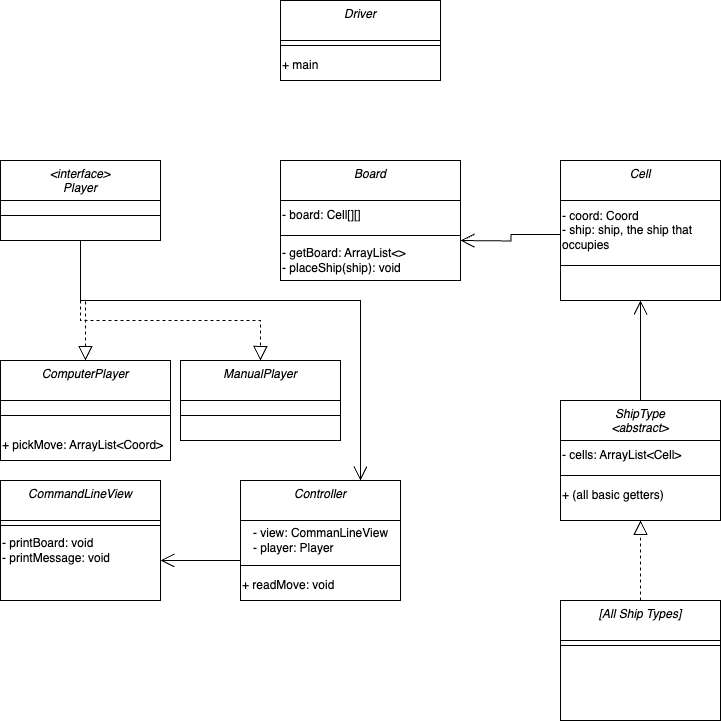 Driver
+ main
<interface>
Player
Board
- board: Cell[][]
- getBoard: ArrayList<>
- placeShip(ship): void
Cell
- coord: Coord
- ship: ship, the ship that
occupies
ComputerPlayer
+ pickMove: ArrayList<Coord>
ManualPlayer
ShipType
<abstract>
- cells: ArrayList<Cell>
+ (all basic getters)
CommandLineView
- printBoard: void
- printMessage: void
Controller
- view: CommanLineView
- player: Player
+ readMove: void
[All Ship Types]